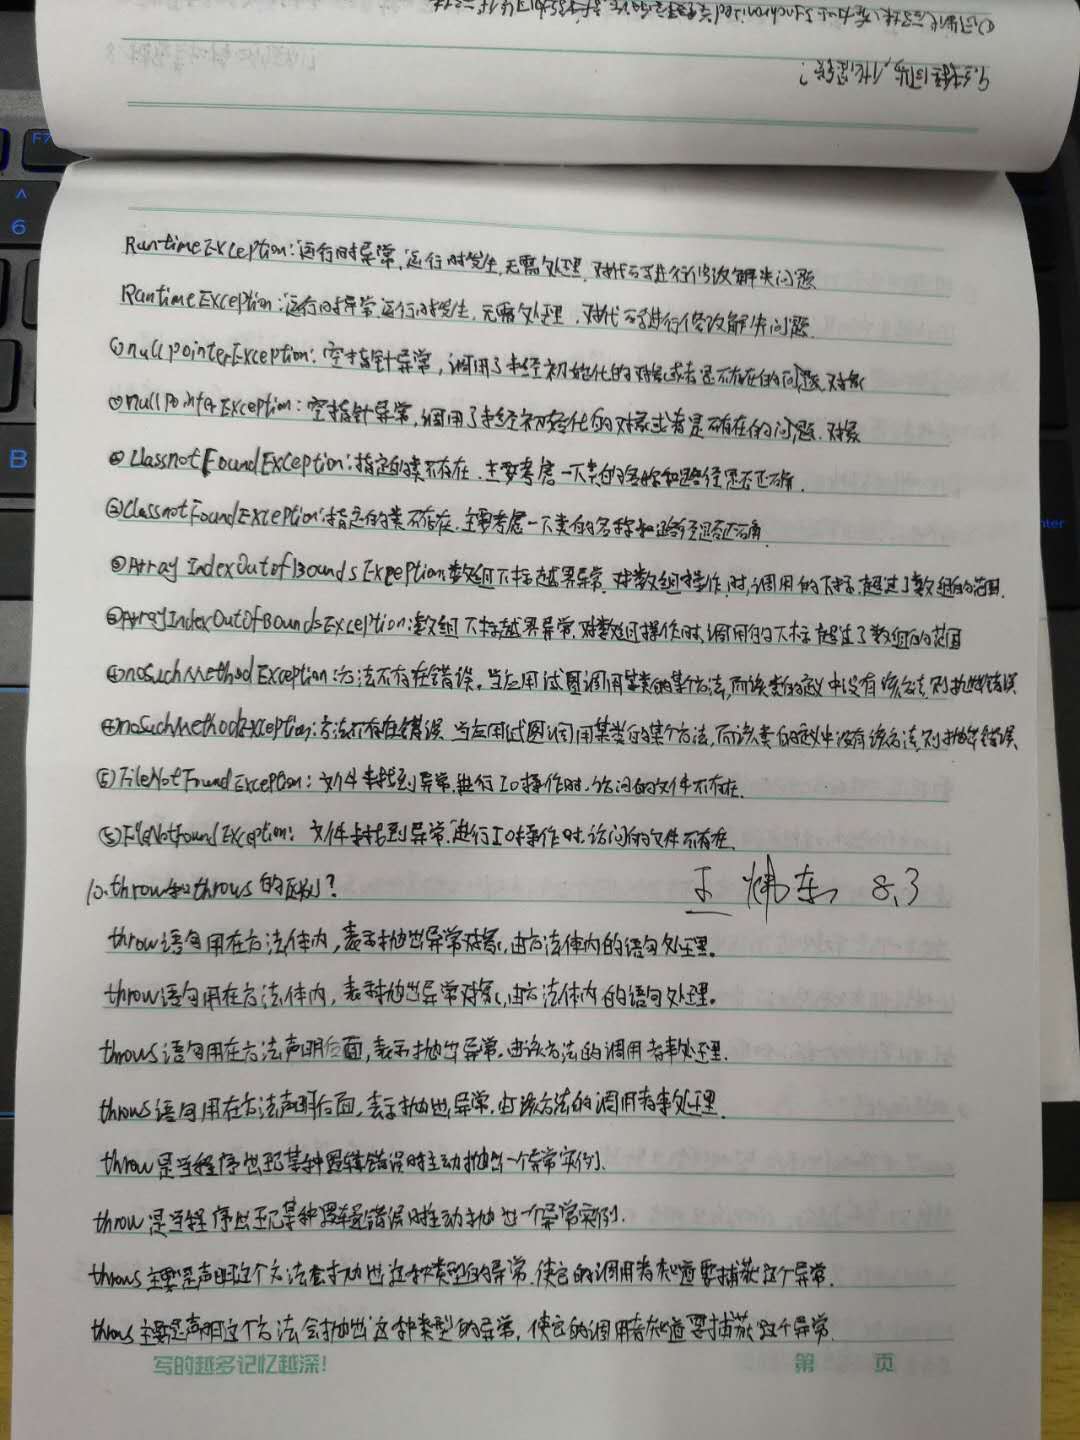 9.
RuntimeException:运行时异常,运行时发生,无需处理,对代码进行修改解决问题
RuntimeException:运行时异常,运行时发生,无需处理,对代码进行修改解决问题.
①nullpointerException:空指针异常,调用了未经初始化的对象或者是不存在的问题.对象
①nullPointerException:空指针异常,调用了未经初始化的对象或者是不存在的问题.对象
②ClassnotFoundException:指定的类不存在.主要考虑一下类的名称和路径是否正确.
②ClassnotFoundException:指定的类不存在.主要考虑一下类的名称和路径是否正确
③ArrayIndexOutofBoundsException:数组下标越界异常.对数组操作时,调用的下标超过了数组的范围.
③ArrayIndexOutOfBoundsException:数组下标越界异常.对数组操作时,调用的下标超过了数组的范围
④nosuchMethodException:方法不存在错误.当应用试图调用某类的某个方法,而该类的定义中没有该方法,则抛出错误
④nosuchMethodException:方法不存在错误 当应用试图调用某类的某个方法,而该类的定义中没有该方法,则抛出错误
⑤FileNotFoundException:文件未找到异常.进行IO操作时.访问的文件不存在.
⑤FileNotFoundException:文件未找到异常.进行IO操作时.访问的文件不存在.
10.throw和throws的区别?
王炜东 8.3
throw语句用在方法体内,表示抛出异常对象,由方法体内的语句处理。
throw语句用在方法体内,表示抛出异常对象,由方法体内的语句处理。
throws语句用在方法声明后面,表示抛出异常.由该方法的调用者来处理.
throws语句用在方法声明后面,表示抛出异常,由该方法的调用者来处理.
throw是当程序出现某种逻辑错误时主动抛出一个异常实例.
throw是当程序出现某种逻辑错误时主动抛出一个异常实例.
throws主要是声明这个方法会抛出这种类型的异常.使它的调用者知道要捕获这个异常.
throws主要是声明这个方法会抛出这种类型的异常,使它的调用者知道要捕获这个异常.
写的越多记忆越深!
第 页
F7
6
B